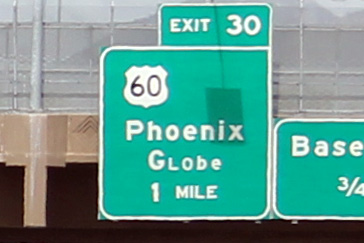 EXIT 30
60
Phoenix
GLOBE
1 MILE
Base
3/4